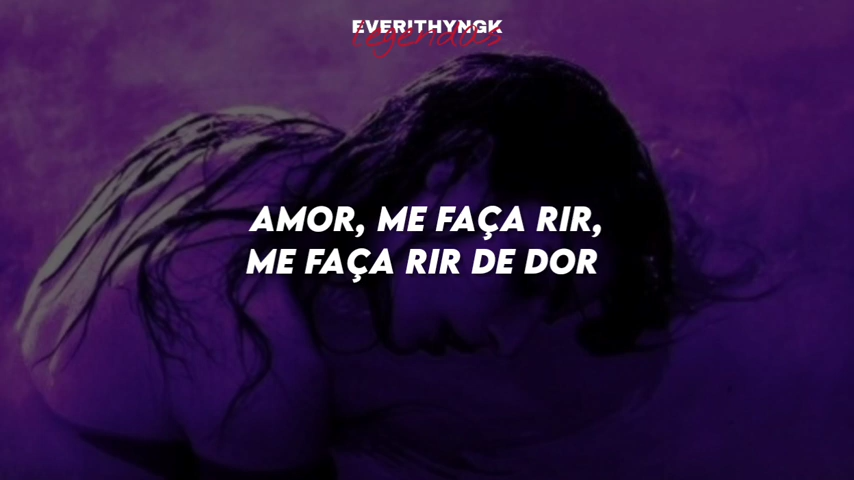 EVERITHYNGK
Legendas
AMOR, ME FAÇA RIR,
ME FAÇA RIR DE DOR